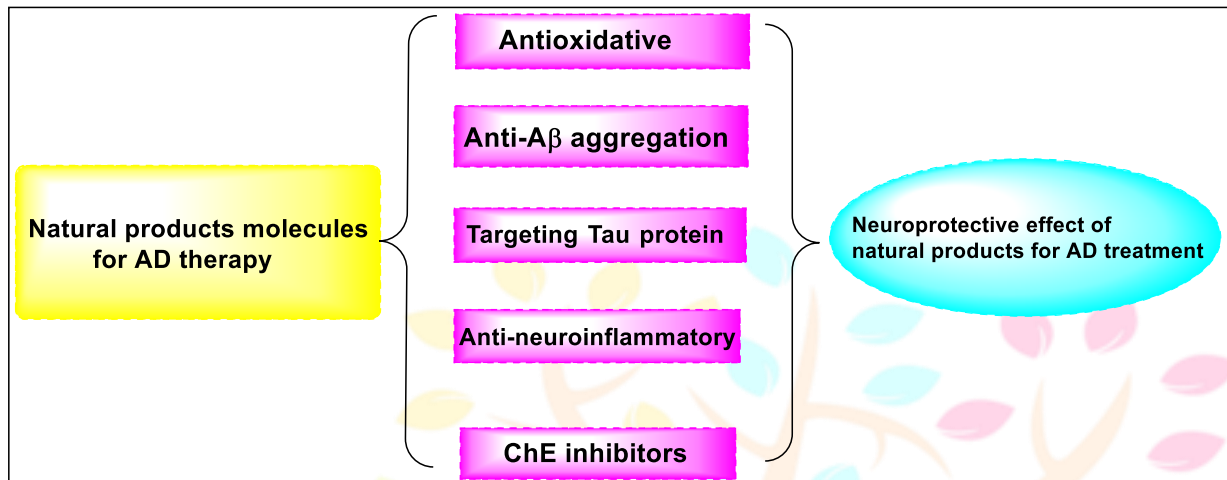 Antioxidative
Anti-Aβ aggregation
Natural products molecules
for AD therapy
Targeting Tau protein
Neuroprotective effect of
natural products for AD treatment
Anti-neuroinflammatory
ChE inhibitors